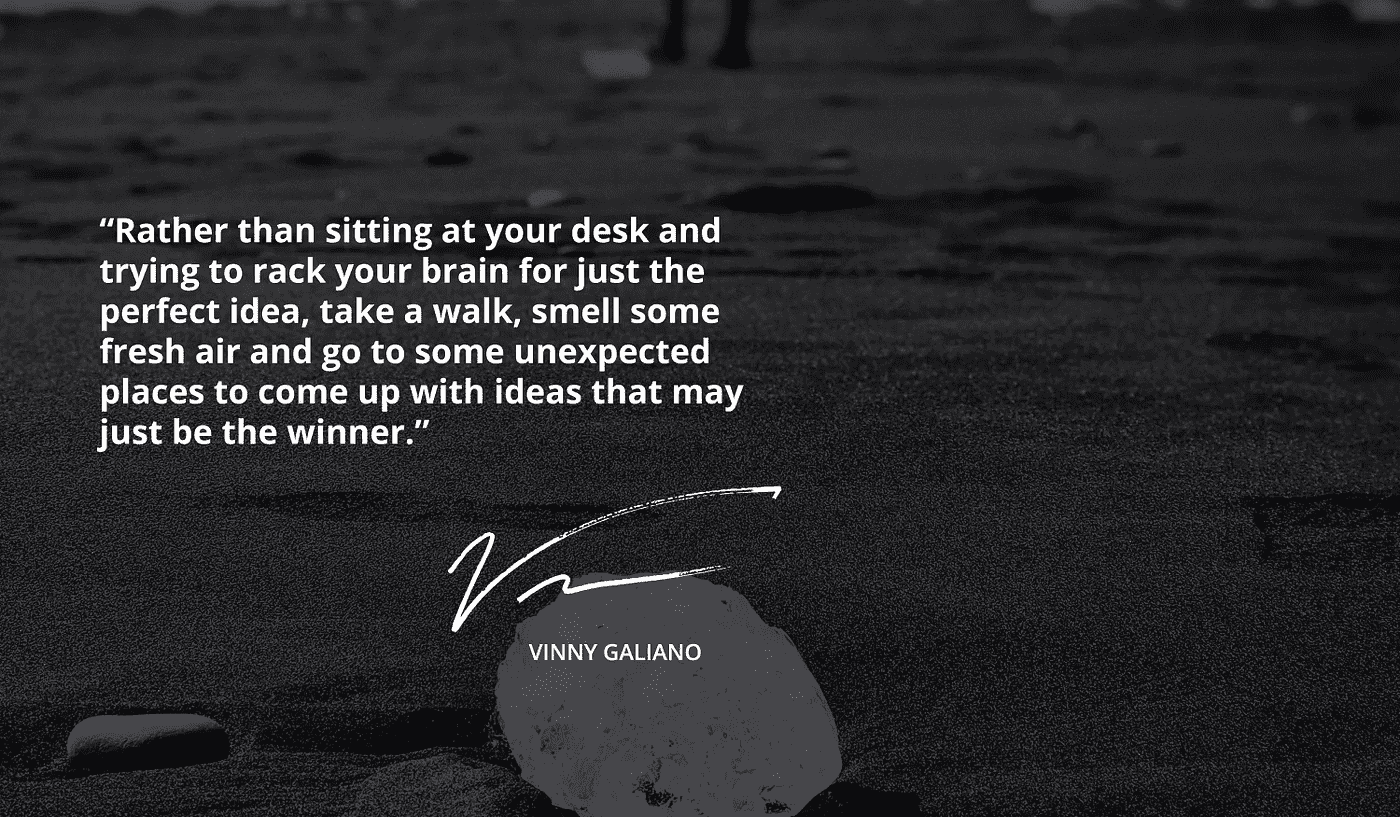 “Rather than sitting at your desk and
trying to rack your brain for just the
perfect idea, take a walk, smell some
fresh air and go to some unexpected
places to come up with ideas that may
just be the winner.”
VINNY GALIANO